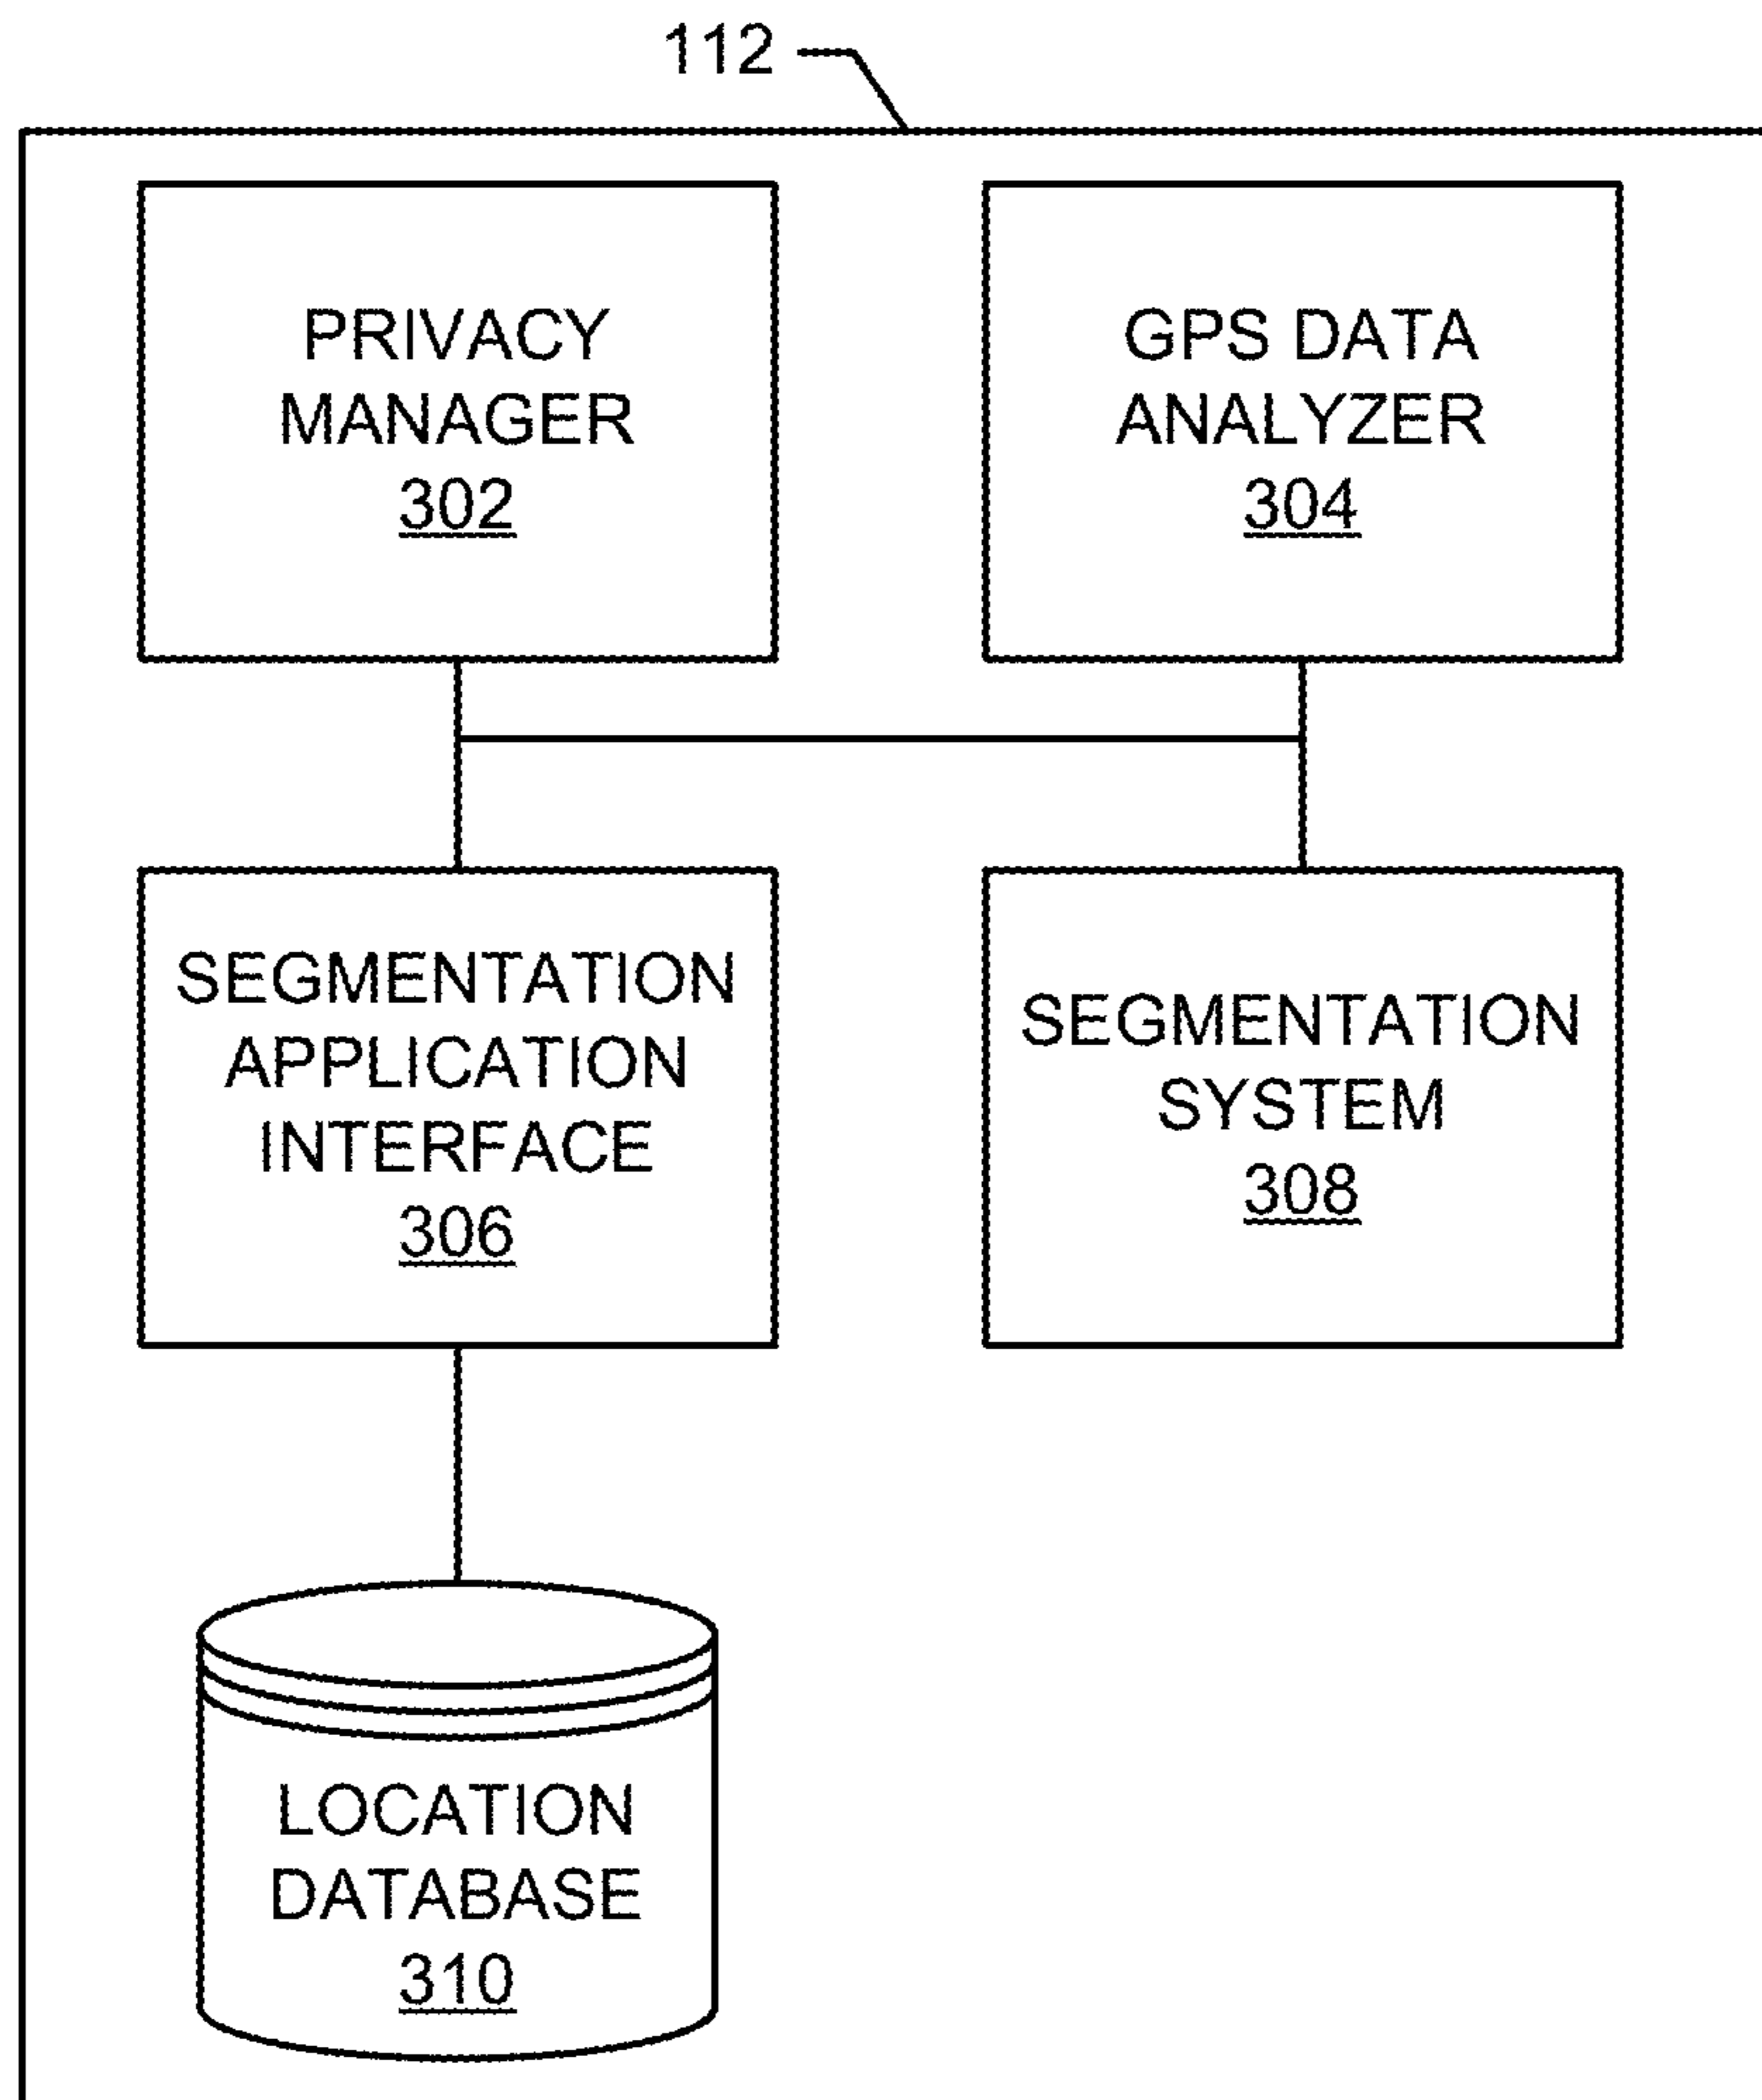 112
PRIVACY
MANAGER
302
GPS DATA
ANALYZER
304
SEGMENTATION
APPLICATION
INTERFACE
306
SEGMENTATION
SYSTEM
308
LOCATION
DATABASE
310